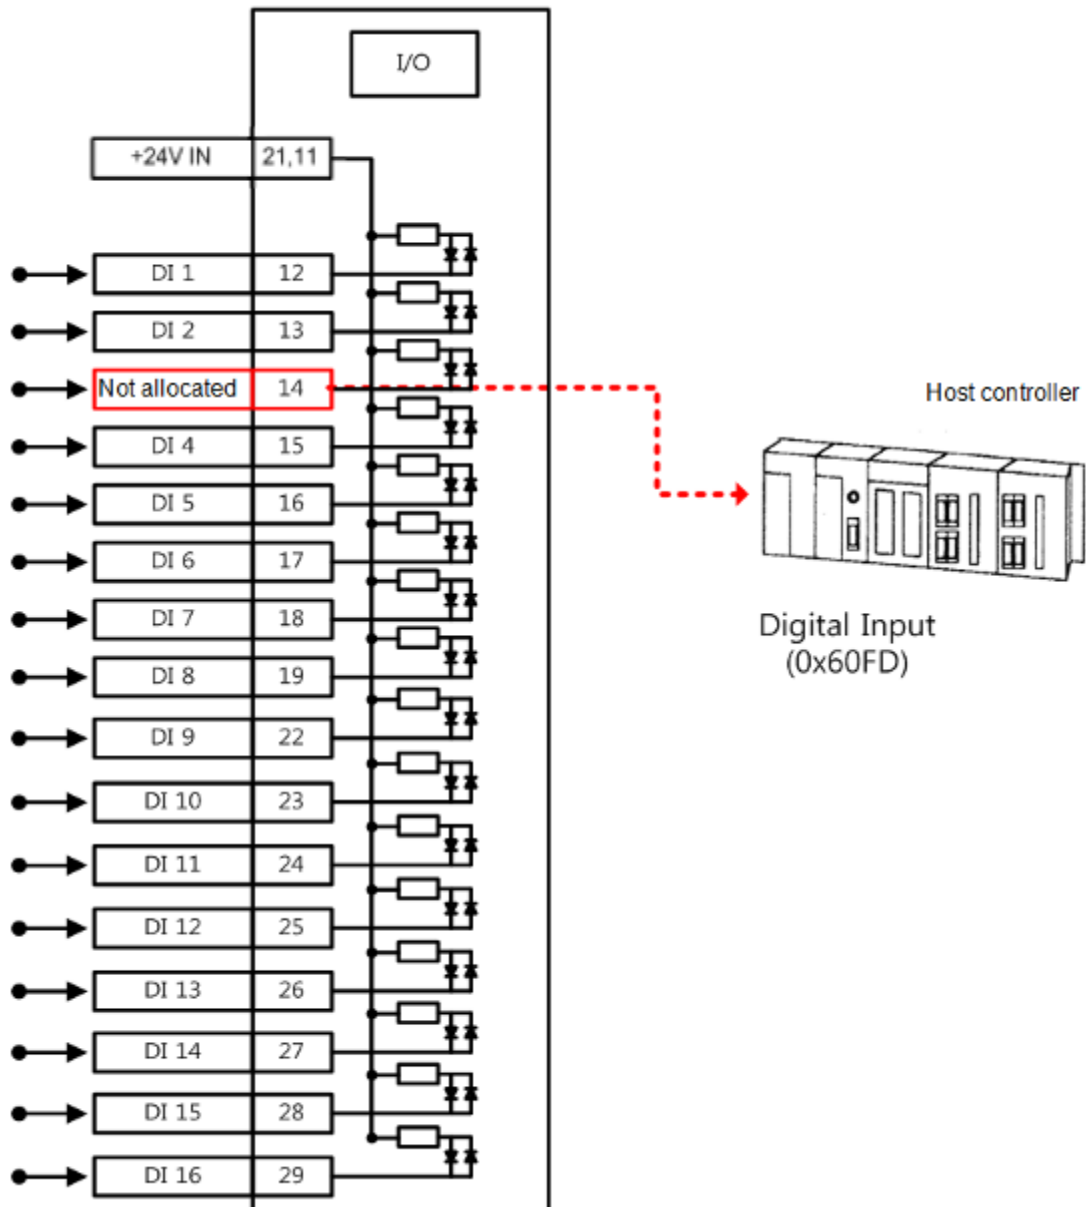 I/O
+24V IN 21,11
DI 1 12
DI 2 13
Not allocated 14
Host controller
DI 4 15
DI 5 16
DI 6 17
DI 7 18
Digital Input
(0x60FD)
DI 8 19
DI 9 22
DI 10 23
DI 11 24
DI 12 25
DI 13 26
DI 14 27
DI 15 28
DI 16 29